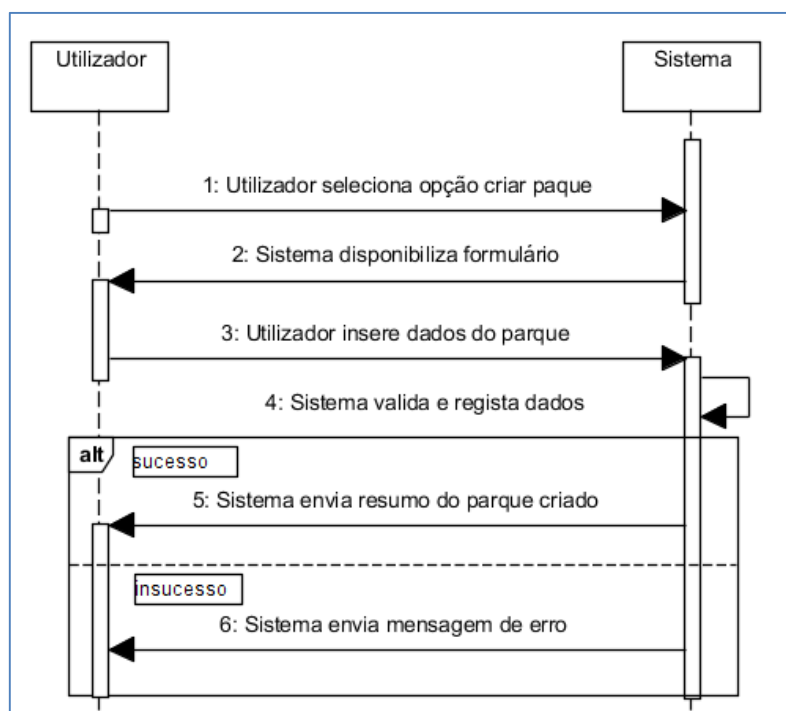 Utilizador
Sistema
1: Utilizador seleciona opção criar paque
2: Sistema disponibiliza formulário
3: Utilizador insere dados do parque
4: Sistema valida e regista dados
alt
sucesso
5: Sistema envia resumo do parque criado
insucesso
6: Sistema envia mensagem de erro